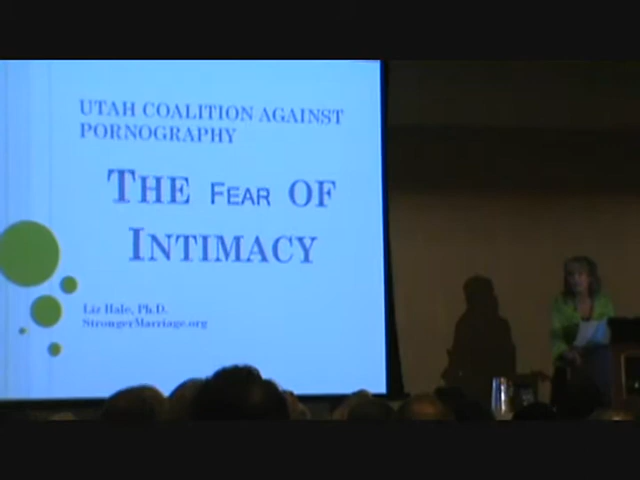 UTAH COALITION AGAINST
PORNOGRAPHY
THE FEAR OF
INTIMACY
Liz Hale, Ph.D.
StrongerMarriage.org